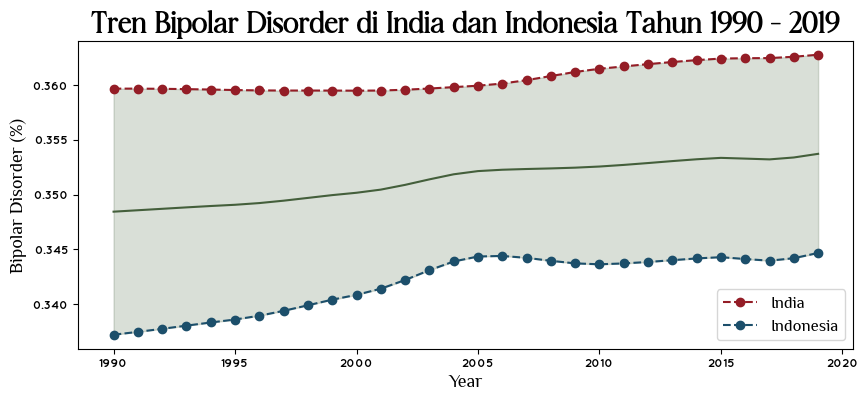 Tren Bipolar Disorder di India dan Indonesia Tahun 1990 - 2019
Bipolar Disorder (%)
0.360
0.355
0.350
0.345
0.340
India
Indonesia
1990 1995 2000 2005 2010 2015 2020
Year